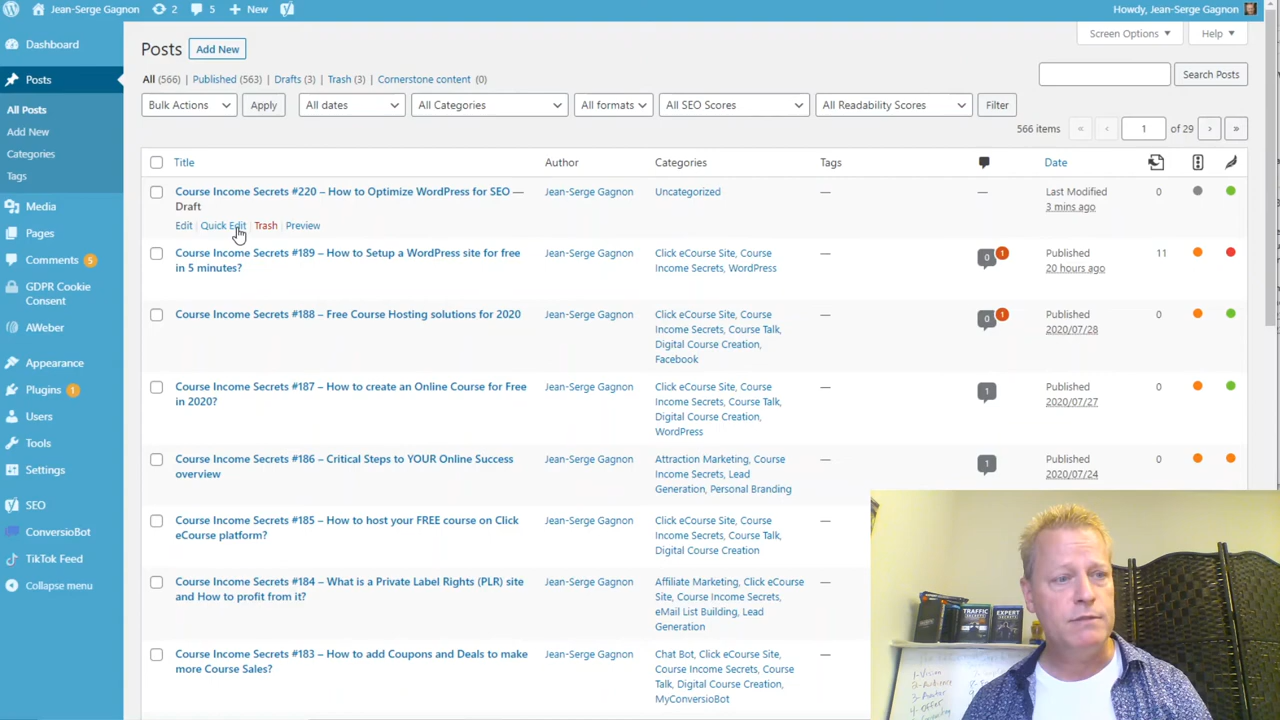 Jean-Serge Gagnon 2 5 New Howdy, Jean-Serge Gagnon
Dashboard
Posts
All Posts
Add New
Categories
Tags
Media
Pages
Comments 5
GDPR Cookie
Consent
AWeber
Appearance
Plugins 1
Users
Tools
Settings
SEO
ConversioBot
TikTok Feed
Collapse menu
Screen Options Help
Posts Add New
All (566) | Published (563) | Drafts (3) | Trash (3) | Cornerstone content (0)
Search Posts
Bulk Actions Apply All dates All Categories All formats All SEO Scores All Readability Scores Filter
566 items « ‹ 1 of 29 › »
Title Author Categories Tags Date
Course Income Secrets #220 – How to Optimize WordPress for SEO — Jean-Serge Gagnon Uncategorized — — Last Modified 0
Draft 3 mins ago
Edit | Quick Edit | Trash | Preview
Course Income Secrets #189 – How to Setup a WordPress site for free Jean-Serge Gagnon Click eCourse Site, Course — 0 1 Published 11
in 5 minutes? Income Secrets, WordPress 20 hours ago
Course Income Secrets #188 – Free Course Hosting solutions for 2020 Jean-Serge Gagnon Click eCourse Site, Course — 0 1 Published 0
Income Secrets, Course Talk, 2020/07/28
Digital Course Creation,
Facebook
Course Income Secrets #187 – How to create an Online Course for Free Jean-Serge Gagnon Click eCourse Site, Course — 1 Published 0
in 2020? Income Secrets, Course Talk, 2020/07/27
Digital Course Creation,
WordPress
Course Income Secrets #186 – Critical Steps to YOUR Online Success Jean-Serge Gagnon Attraction Marketing, Course — 1 Published 0
overview Income Secrets, Lead 2020/07/24
Generation, Personal Branding
Course Income Secrets #185 – How to host your FREE course on Click Jean-Serge Gagnon Click eCourse Site, Course —
eCourse platform? Income Secrets, Course Talk,
Digital Course Creation
Course Income Secrets #184 – What is a Private Label Rights (PLR) site Jean-Serge Gagnon Affiliate Marketing, Click eCourse —
and How to profit from it? Site, Course Income Secrets,
eMail List Building, Lead
Generation
Course Income Secrets #183 – How to add Coupons and Deals to make Jean-Serge Gagnon Chat Bot, Click eCourse Site, —
more Course Sales? Course Income Secrets, Course
Talk, Digital Course Creation,
MyConversioBot
TRAFFIC
SECRETS
EXPERT
SECRETS
1-Vision